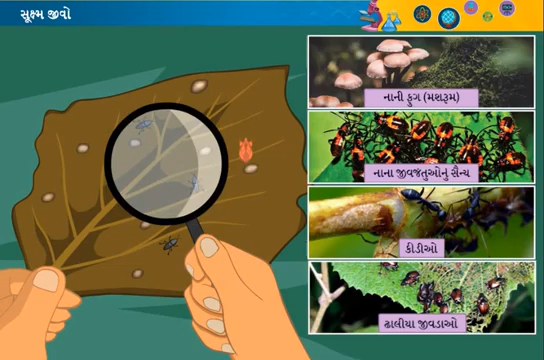 સૂક્ષ્મ જીવો
નાની ફુગ (મશરૂમ)
નાના જીવજંતુઓનું સૈન્ય
કીડીઓ
ઢાલીયા જીવડાઓ